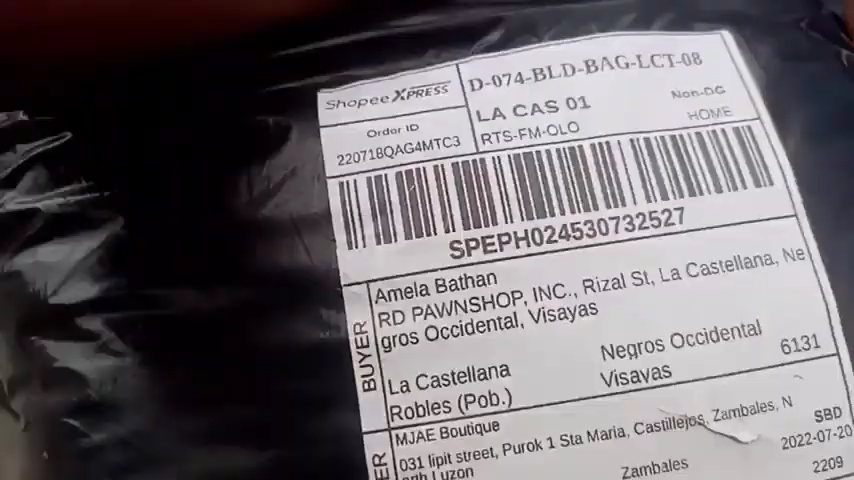 Shopee XPRESS
D-074-BLD-BAG-LCT-08
LA CAS 01
Non-DG
Order ID
RTS-FM-OLO
HOME
220718QAG4MTC3
SPEPH024530732527
BUYER
Amela Bathan
RD PAWNSHOP, INC., Rizal St, La Castellana, Ne
gros Occidental, Visayas
La Castellana
Negros Occidental
6131
Robles (Pob.)
Visayas
MJAE Boutique
031 lipit street, Purok 1 Sta Maria, Castillejos, Zambales, N
SBD
Luzon
2022-07-20
Zambales
2209